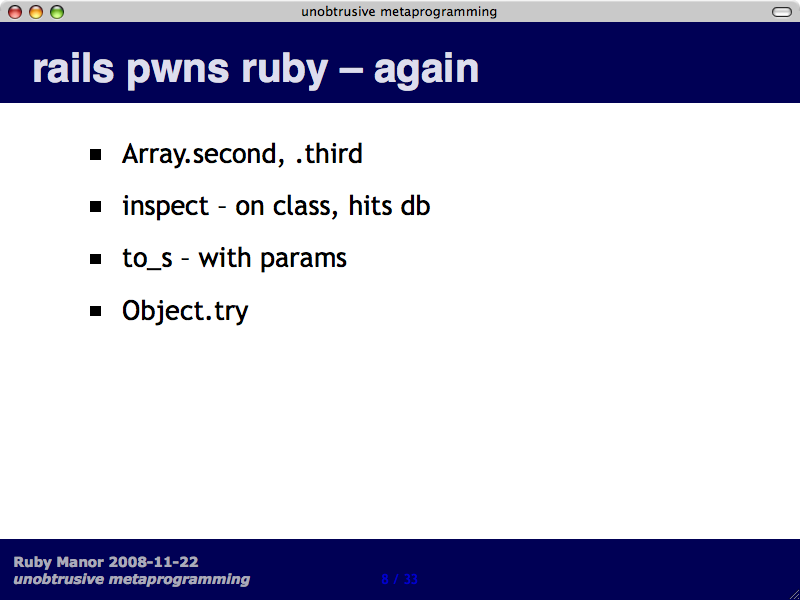 unobtrusive metaprogramming
rails pwns ruby – again
Array.second, .third
inspect – on class, hits db
to_s – with params
Object.try
Ruby Manor 2008-11-22
unobtrusive metaprogramming
8 / 33